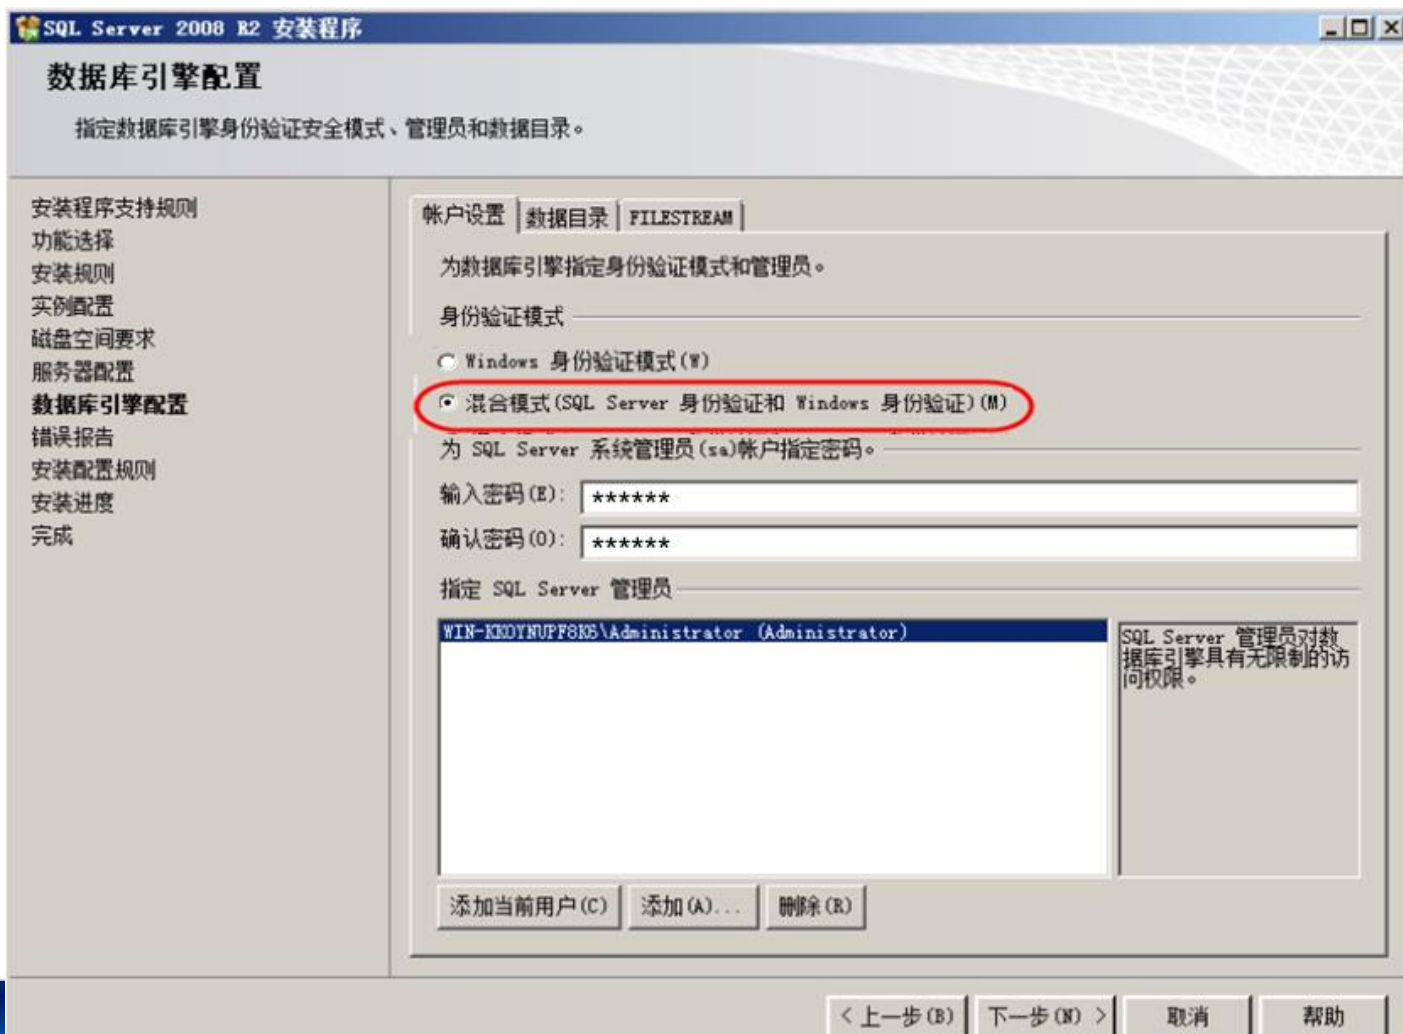 SQL Server 2008 R2 安装程序
数据库引擎配置
指定数据库引擎身份验证安全模式、管理员和数据目录。
安装程序支持规则
功能选择
安装规则
实例配置
磁盘空间要求
服务器配置
数据库引擎配置
错误报告
安装配置规则
安装进度
完成
帐户设置 数据目录 FILESTREAM
为数据库引擎指定身份验证模式和管理员。
身份验证模式
Windows 身份验证模式(W)
混合模式(SQL Server 身份验证和 Windows 身份验证)(M)
为 SQL Server 系统管理员(sa)帐户指定密码。
输入密码(E): ******
确认密码(O): ******
指定 SQL Server 管理员
\Administrator (Administrator)
SQL Server 管理员对数
据库引擎具有无限制的访
问权限。
添加当前用户(C) 添加(A)... 删除(R)
< 上一步(B) 下一步(N) > 取消 帮助